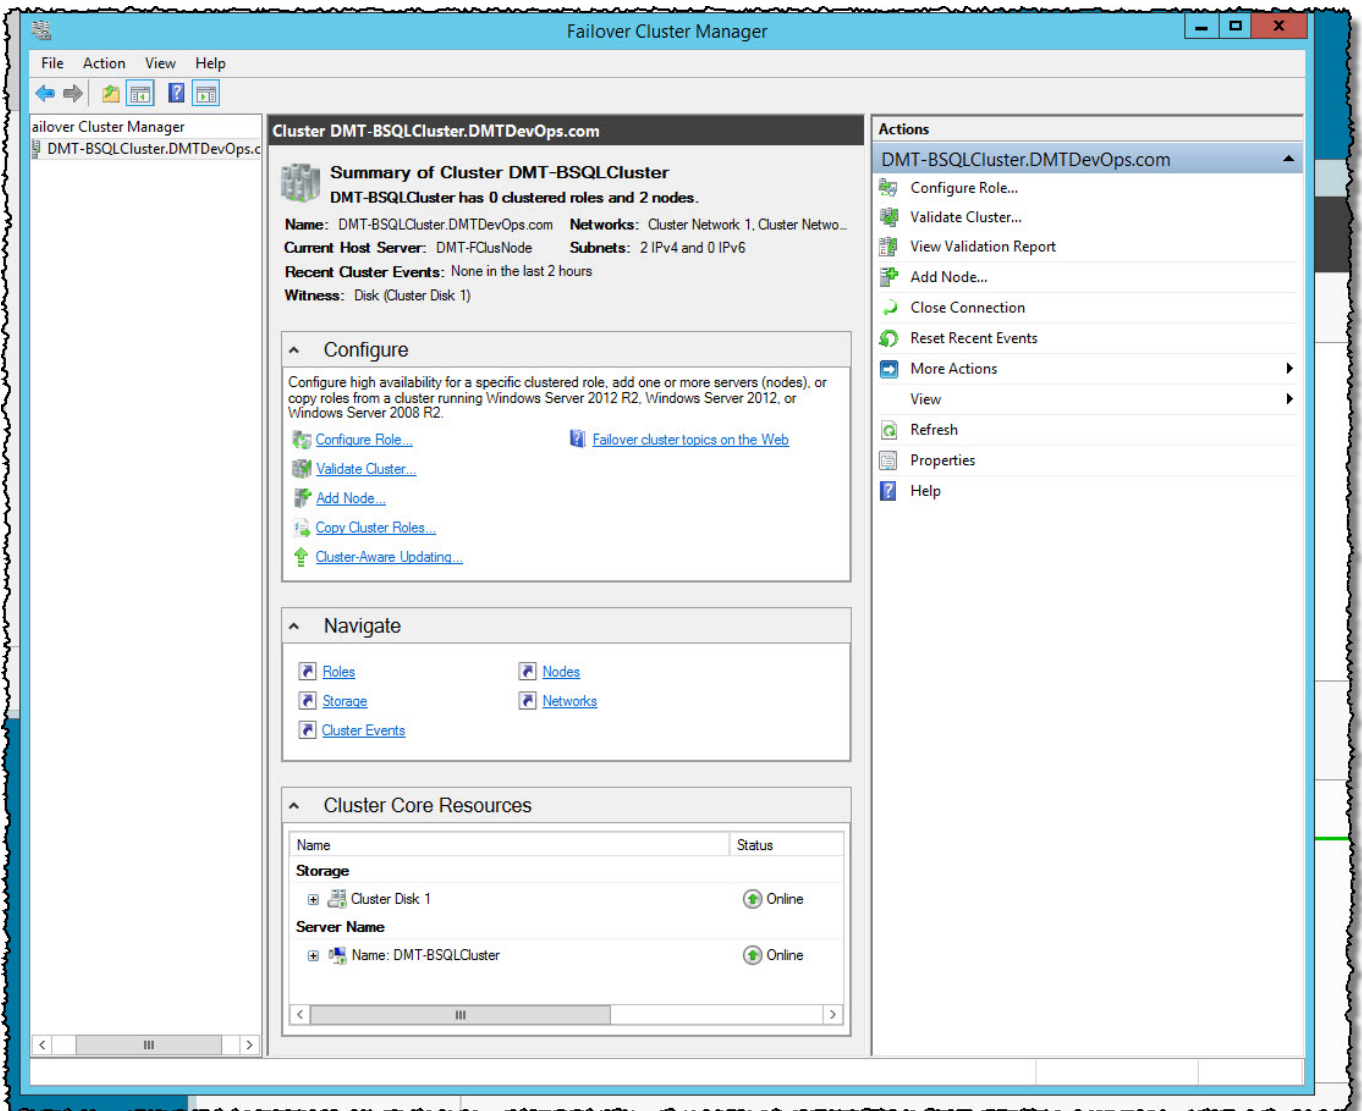 Failover Cluster Manager
File Action View Help
ailover Cluster Manager
DMT-BSQLCluster.DMTDevOps.c
Cluster DMT-BSQLCluster.DMTDevOps.com
Summary of Cluster DMT-BSQLCluster
DMT-BSQLCluster has 0 clustered roles and 2 nodes.
Name: DMT-BSQLCluster.DMTDevOps.com Networks: Cluster Network 1, Cluster Netwo...
Current Host Server: DMT-FClusNode Subnets: 2 IPv4 and 0 IPv6
Recent Cluster Events: None in the last 2 hours
Witness: Disk (Cluster Disk 1)
Configure
Configure high availability for a specific clustered role, add one or more servers (nodes), or
copy roles from a cluster running Windows Server 2012 R2, Windows Server 2012, or
Windows Server 2008 R2.
Configure Role... Failover cluster topics on the Web
Validate Cluster...
Add Node...
Copy Cluster Roles...
Cluster-Aware Updating...
Navigate
Roles Nodes
Storage Networks
Cluster Events
Cluster Core Resources
Name Status
Storage
Cluster Disk 1 Online
Server Name
Name: DMT-BSQLCluster Online
Actions
DMT-BSQLCluster.DMTDevOps.com
Configure Role...
Validate Cluster...
View Validation Report
Add Node...
Close Connection
Reset Recent Events
More Actions
View
Refresh
Properties
Help